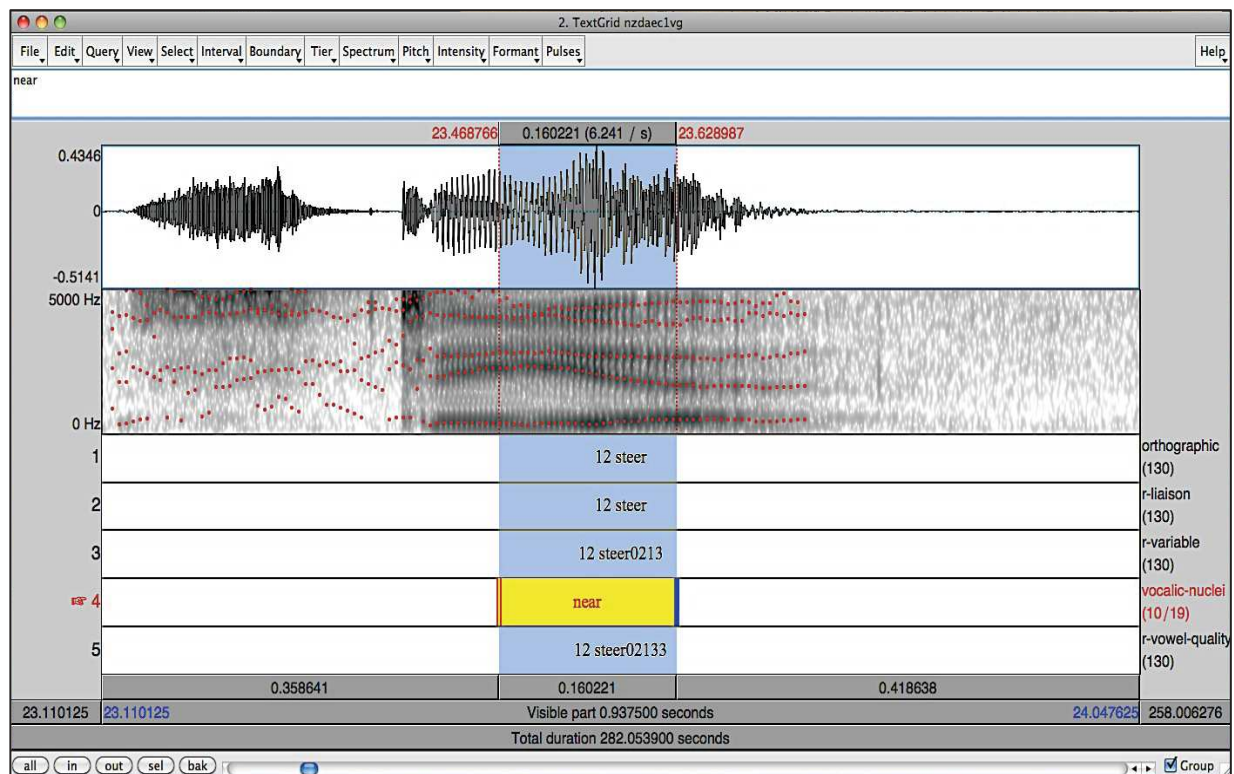 2. TextGrid nzdaec1vg
File Edit Query View Select Interval Boundary Tier Spectrum Pitch Intensity Formant Pulses Help
near
23.468766 0.160221 (6.241 / s) 23.628987
0.4346
0
-0.5141
5000 Hz
0 Hz
1 12 steer orthographic (130)
2 12 steer r-liaison (130)
3 12 steer0213 r-variable (130)
4 near vocalic-nuclei (10/19)
5 12 steer02133 r-vowel-quality (130)
0.358641 0.160221 0.418638
23.110125 23.110125 Visible part 0.937500 seconds 24.047625 258.006276
Total duration 282.053900 seconds
all in out sel bak Group